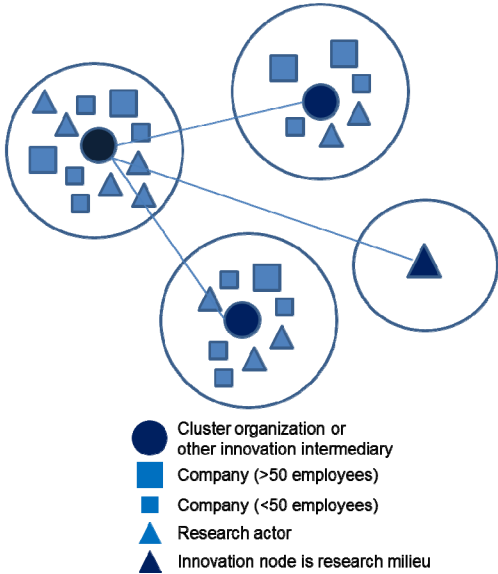 Cluster organization or
other innovation intermediary
Company (>50 employees)
Company (<50 employees)
Research actor
Innovation node is research milieu